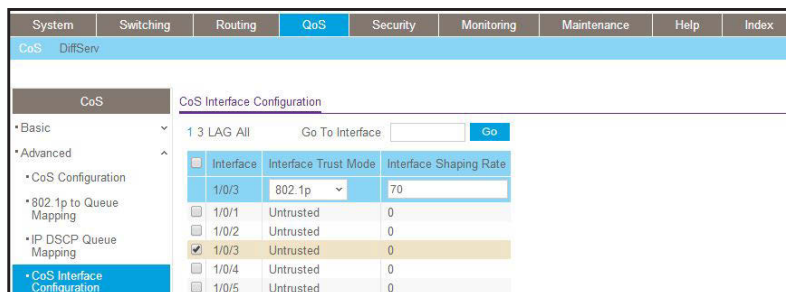 System Switching Routing QoS Security Monitoring Maintenance Help Index
CoS DiffServ
CoS
CoS Interface Configuration
Basic
1 3 LAG All Go To Interface Go
Advanced
Interface Interface Trust Mode Interface Shaping Rate
CoS Configuration
1/0/3 802.1p 70
802.1p to Queue
Mapping
1/0/1 Untrusted 0
1/0/2 Untrusted 0
IP DSCP Queue
Mapping
1/0/3 Untrusted 0
1/0/4 Untrusted 0
CoS Interface
Configuration
1/0/5 Untrusted 0